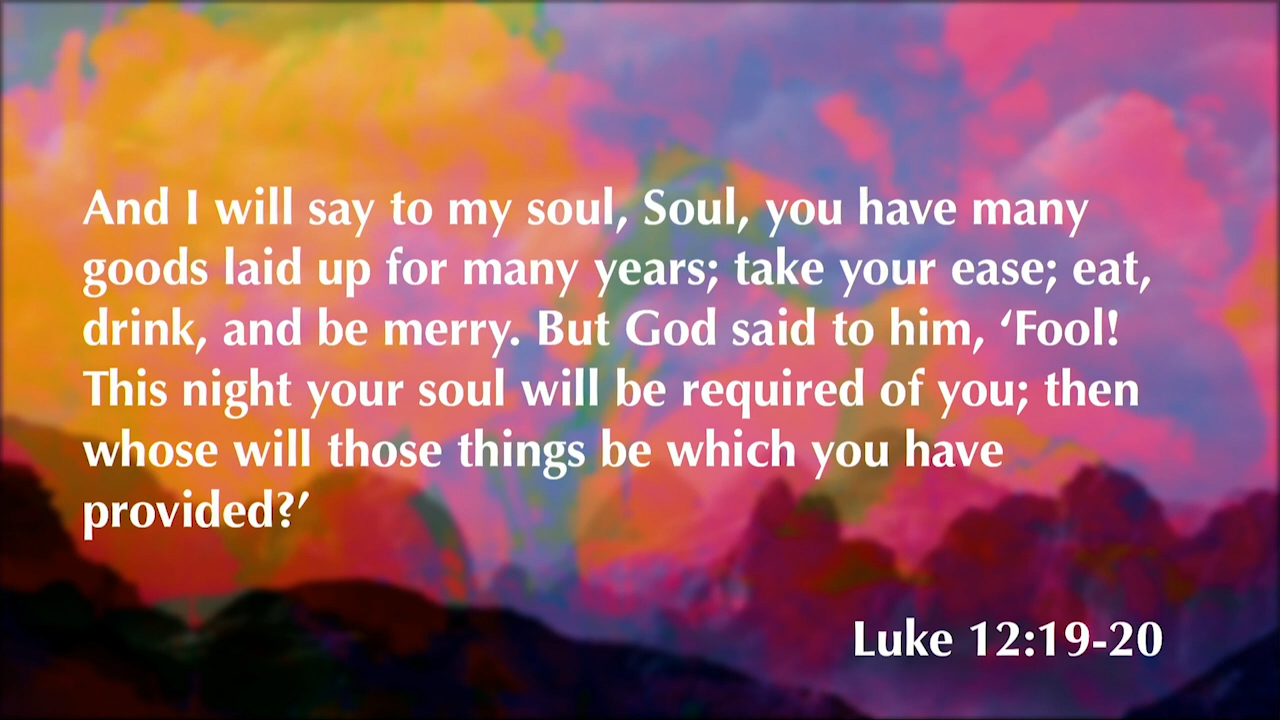 And I will say to my soul, Soul, you have many
goods laid up for many years; take your ease; eat,
drink, and be merry. But God said to him, ‘Fool!
This night your soul will be required of you; then
whose will those things be which you have
provided?’
Luke 12:19-20